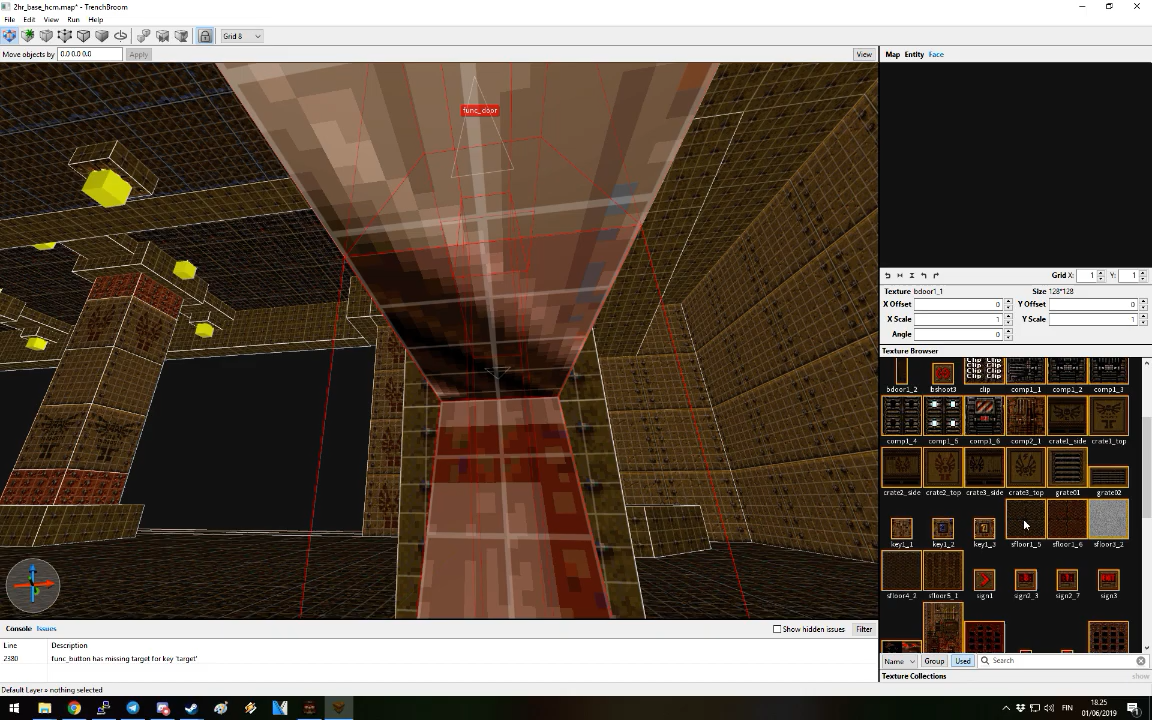 2hr_base_hcm.map* - TrenchBroom
File Edit View Run Help
Grid 8
Move objects by 0.0 0.0 0.0 Apply View
Map Entity Face
func_door
Grid X: 1 Y: 1
Texture bdoor1_1 Size 128*128
X Offset 0 Y Offset 0
X Scale 1 Y Scale 1
Angle 0
Texture Browser
Clip Clip Clip
bdoor1_2 bshoot3 clip comp1_1 comp1_2 comp1_3
comp1_4 comp1_5 comp1_6 comp2_1 crate1_side crate1_top
crate2_side crate2_top crate3_side crate3_top grate01 grate02
key1_1 key1_2 key1_3 sfloor1_5 sfloor1_6 sfloor3_2
sfloor4_2 sfloor5_1 sign1 sign2_3 sign2_7 sign3
Console Issues Show hidden issues Filter
Line Description
2380 func_button has missing target for key 'target'
Name Group Used Search
Texture Collections show
Default Layer » nothing selected
FIN
18.25
01/06/2019
1